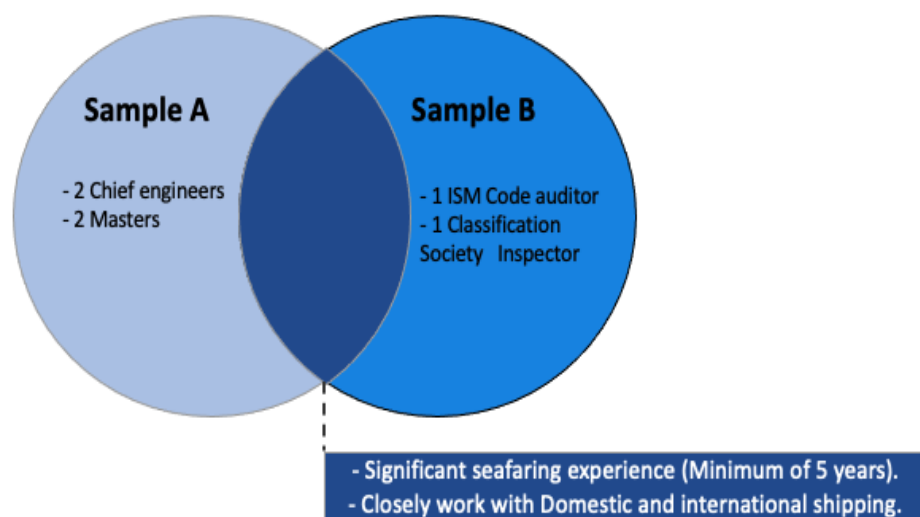 Sample A
- 2 Chief engineers
- 2 Masters
Sample B
- 1 ISM Code auditor
- 1 Classification
Society Inspector
- Significant seafaring experience (Minimum of 5 years).
- Closely work with Domestic and international shipping.